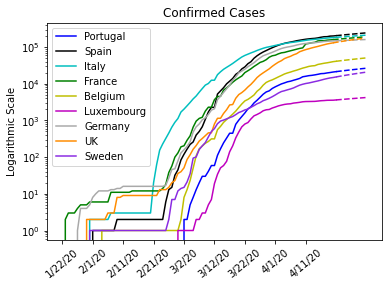 Confirmed Cases
Logarithmic Scale
10^5
10^4
10^3
10^2
10^1
10^0
Portugal
Spain
Italy
France
Belgium
Luxembourg
Germany
UK
Sweden
1/22/20
2/1/20
2/11/20
2/21/20
3/2/20
3/12/20
3/22/20
4/1/20
4/11/20